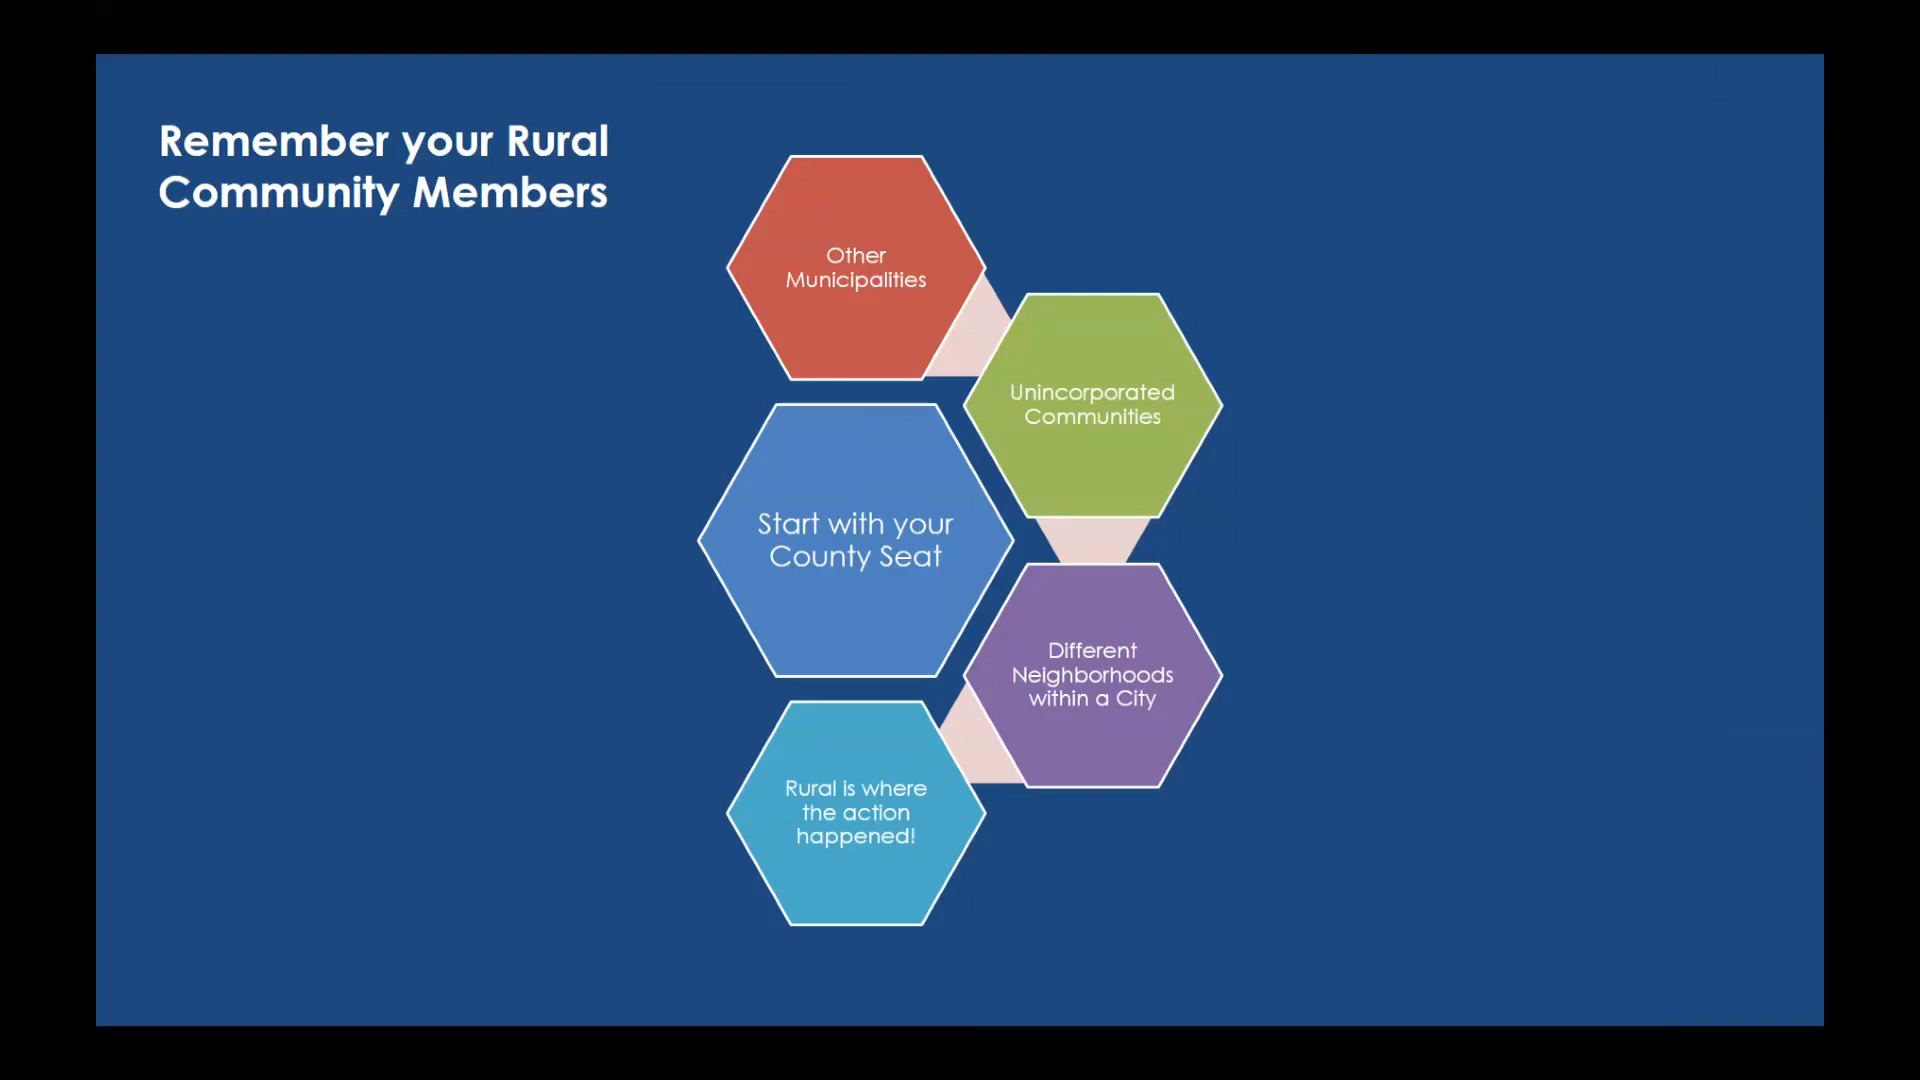 Remember your Rural
Community Members
Other
Municipalities
Unincorporated
Communities
Start with your
County Seat
Different
Neighborhoods
within a City
Rural is where
the action
happened!